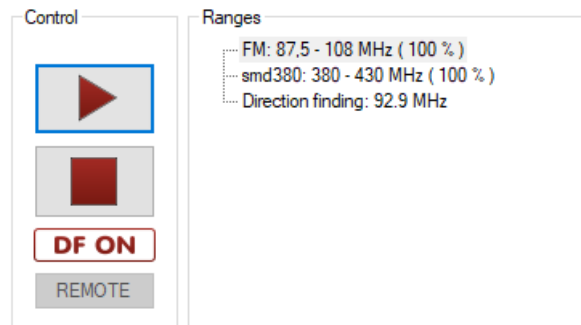 Control
Ranges
FM: 87,5 - 108 MHz ( 100 % )
smd380: 380 - 430 MHz ( 100 % )
Direction finding: 92.9 MHz
DF ON
REMOTE